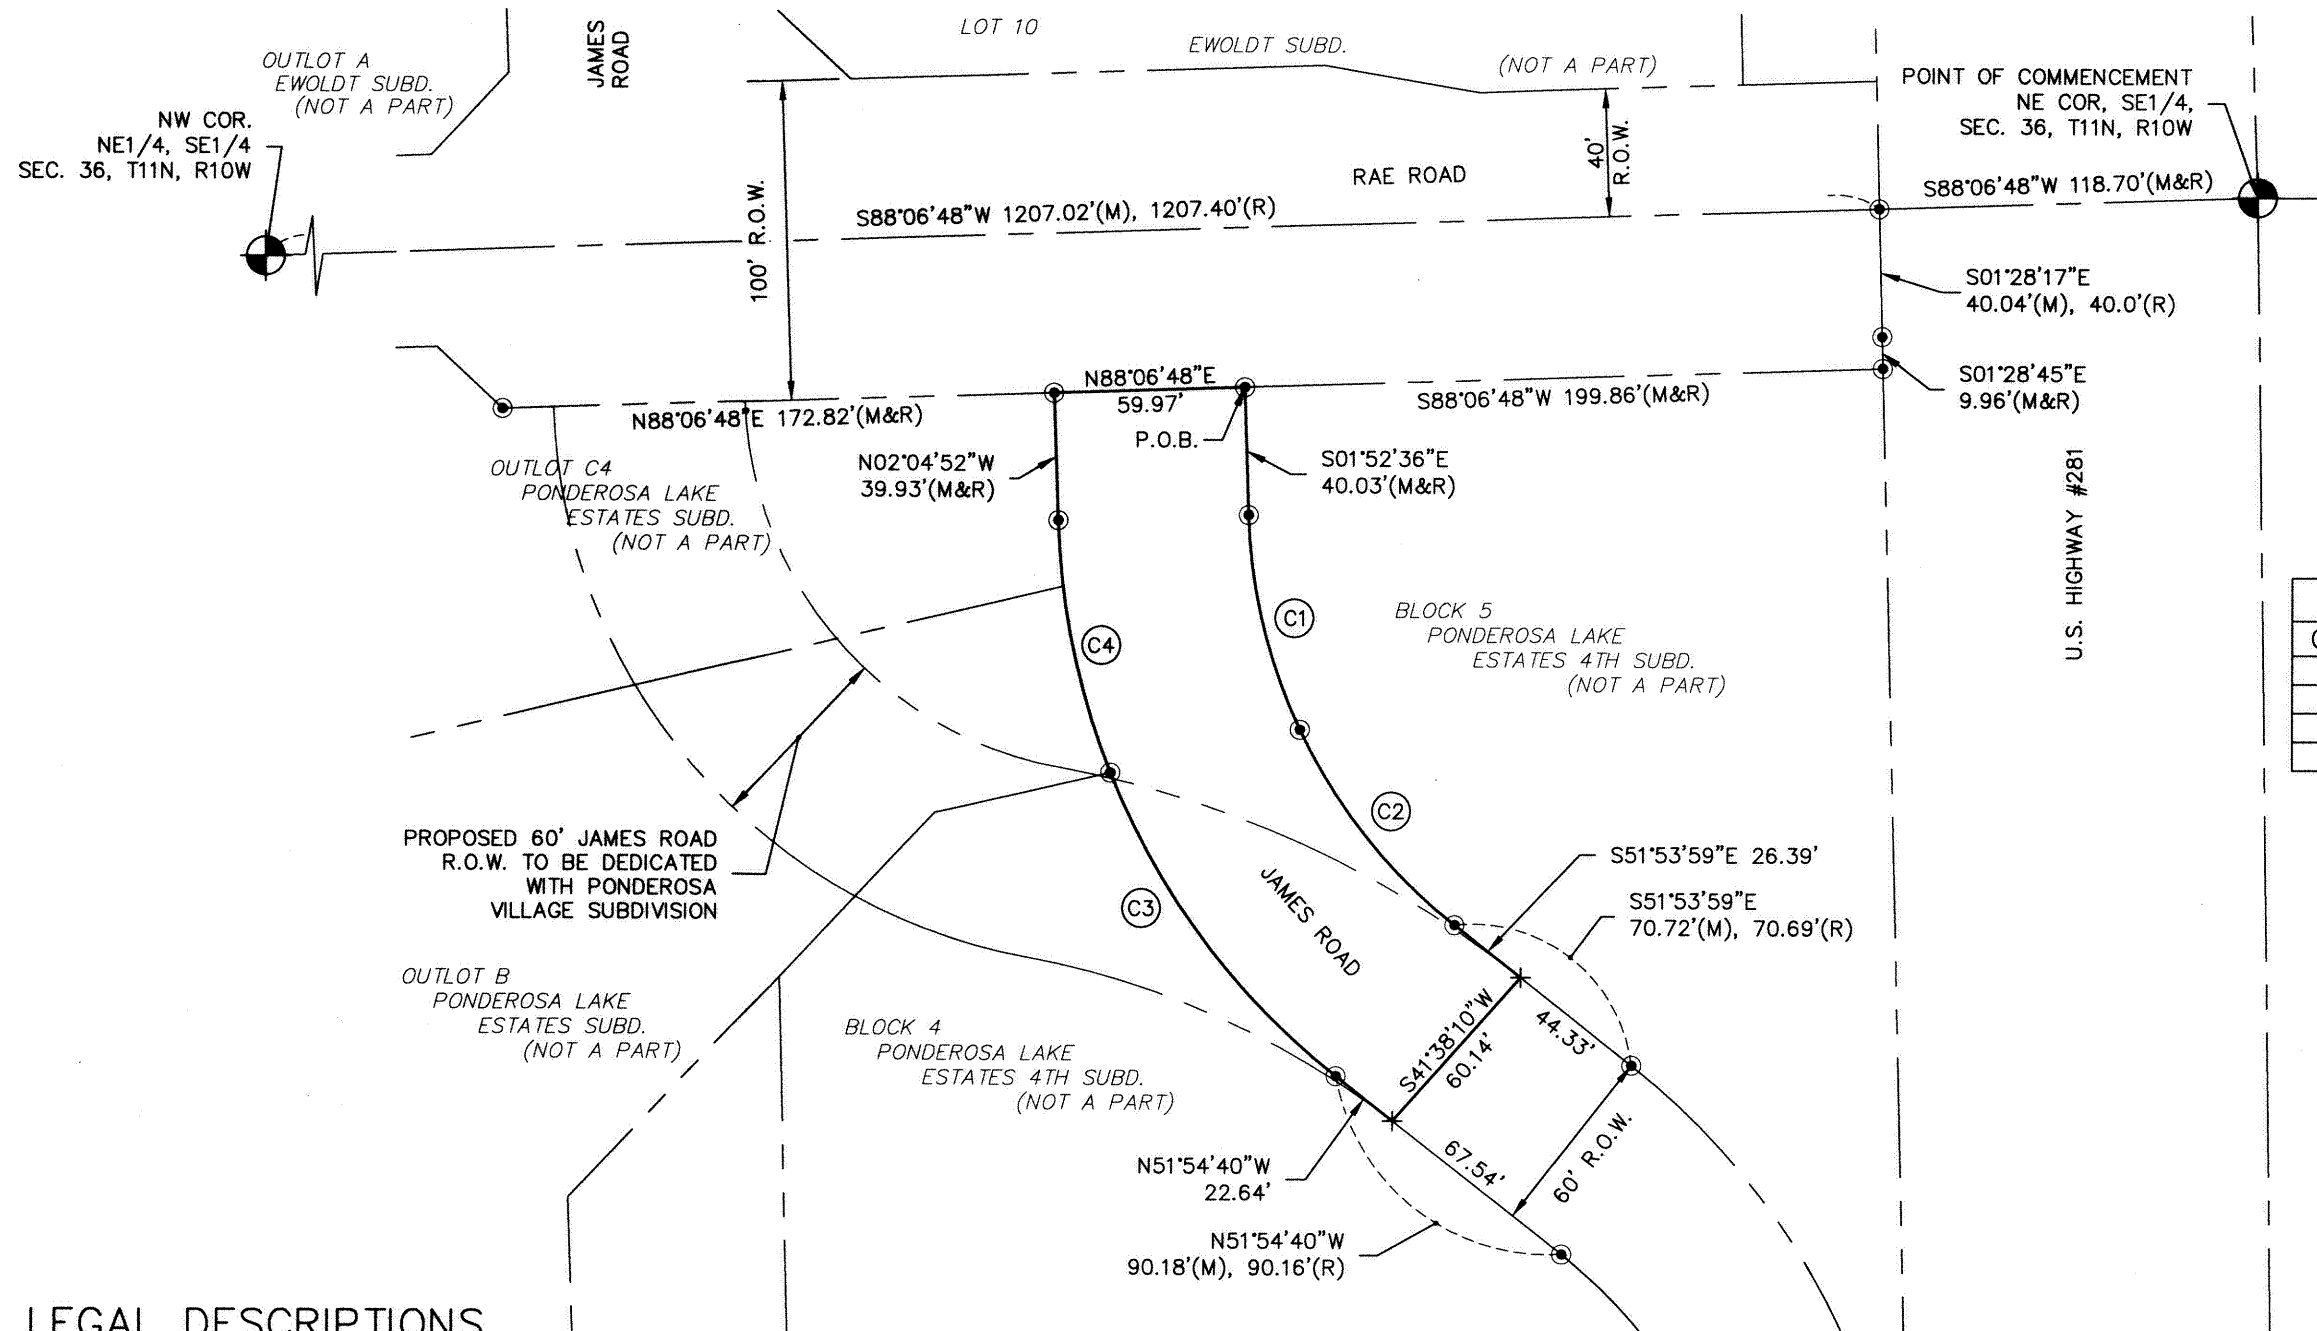 LOT 10
EWOLDT SUBD.
(NOT A PART)
JAMES
ROAD
OUTLOT A
EWOLDT SUBD.
(NOT A PART)
NW COR.
NE1/4, SE1/4
SEC. 36, T11N, R10W
POINT OF COMMENCEMENT
NE COR, SE1/4,
SEC. 36, T11N, R10W
100' R.O.W.
40'
R.O.W.
RAE ROAD
S88°06'48"W 1207.02'(M), 1207.40'(R)
S88°06'48"W 118.70'(M&R)
S01°28'17"E
40.04'(M), 40.0'(R)
S01°28'45"E
9.96'(M&R)
N88°06'48"E
59.97'
P.O.B.
S88°06'48"W 199.86'(M&R)
N88°06'48"E 172.82'(M&R)
N02°04'52"W
39.93'(M&R)
S01°52'36"E
40.03'(M&R)
OUTLOT C4
PONDEROSA LAKE
ESTATES SUBD.
(NOT A PART)
U.S. HIGHWAY #281
C1
C4
BLOCK 5
PONDEROSA LAKE
ESTATES 4TH SUBD.
(NOT A PART)
C2
C3
PROPOSED 60' JAMES ROAD
R.O.W. TO BE DEDICATED
WITH PONDEROSA
VILLAGE SUBDIVISION
JAMES ROAD
S51°53'59"E 26.39'
S51°53'59"E
70.72'(M), 70.69'(R)
OUTLOT B
PONDEROSA LAKE
ESTATES SUBD.
(NOT A PART)
BLOCK 4
PONDEROSA LAKE
ESTATES 4TH SUBD.
(NOT A PART)
S41°38'10"W
60.14'
44.33'
67.54'
60' R.O.W.
N51°54'40"W
22.64'
N51°54'40"W
90.18'(M), 90.16'(R)
LEGAL DESCRIPTIONS